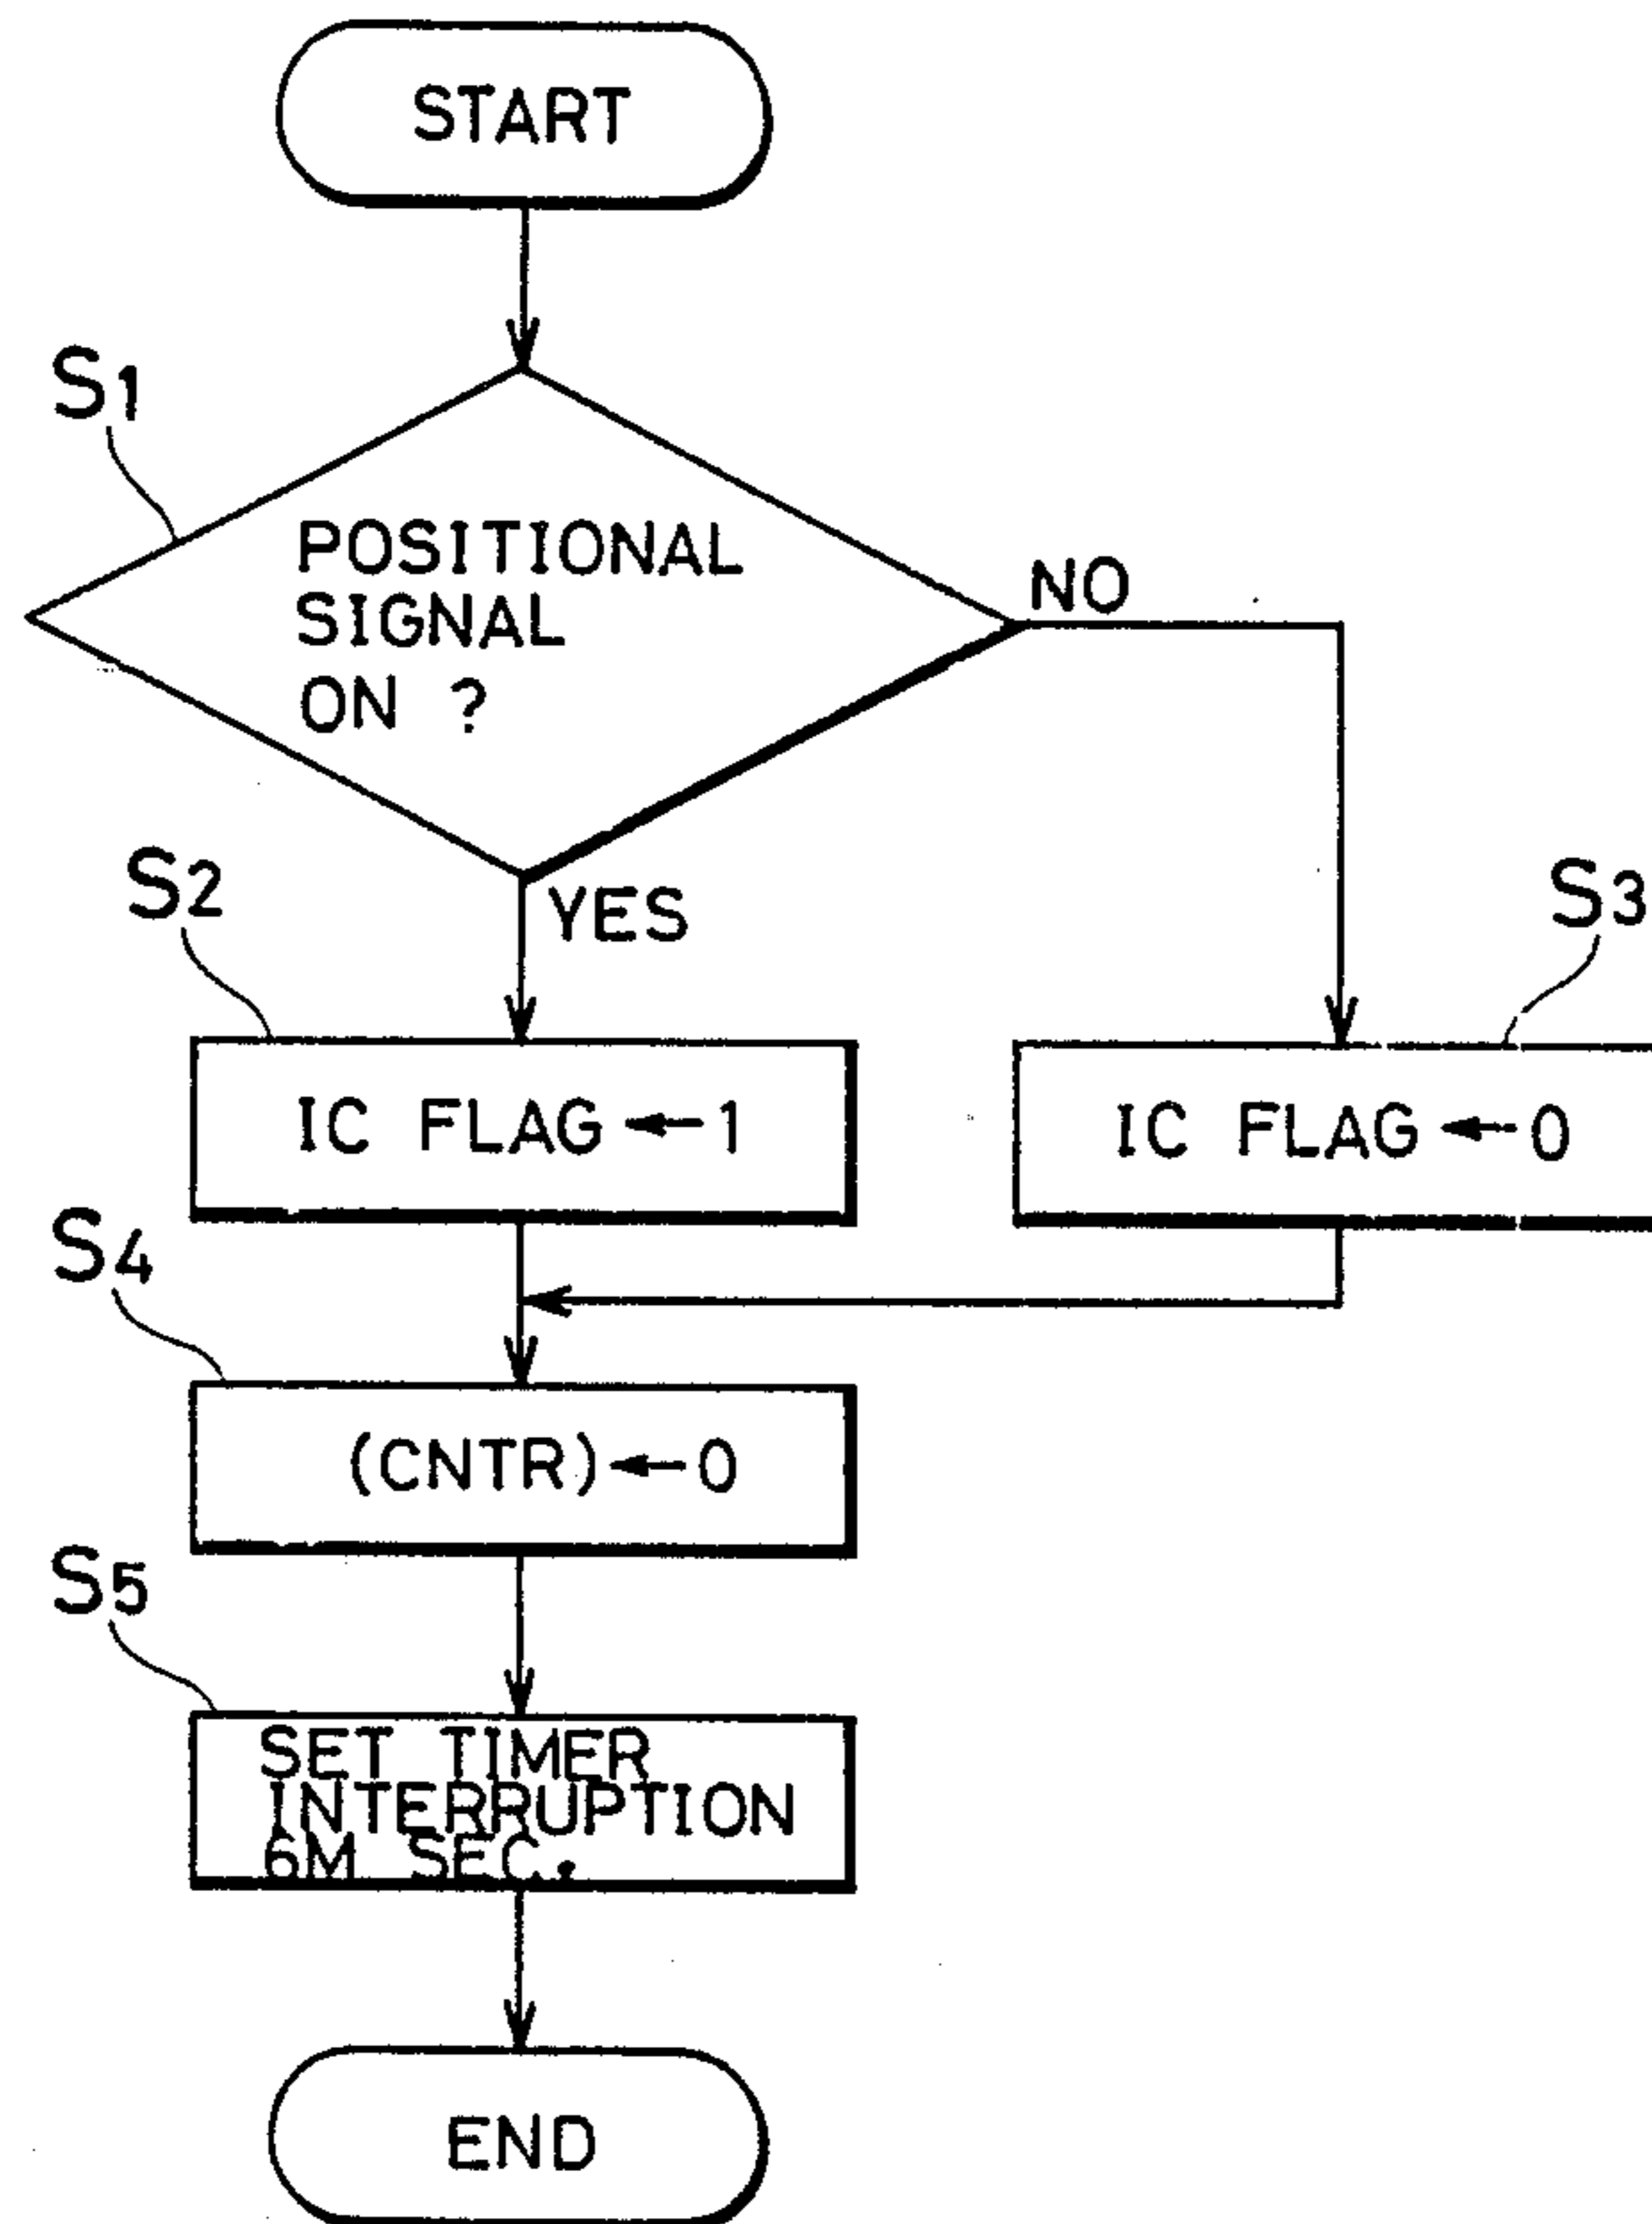 START
S1
POSITIONAL
SIGNAL
ON ?
NO
YES
S2
IC FLAG ← 1
S3
IC FLAG ← 0
S4
(CNTR) ← 0
S5
SET TIMER
INTERRUPTION
6M SEC.
END